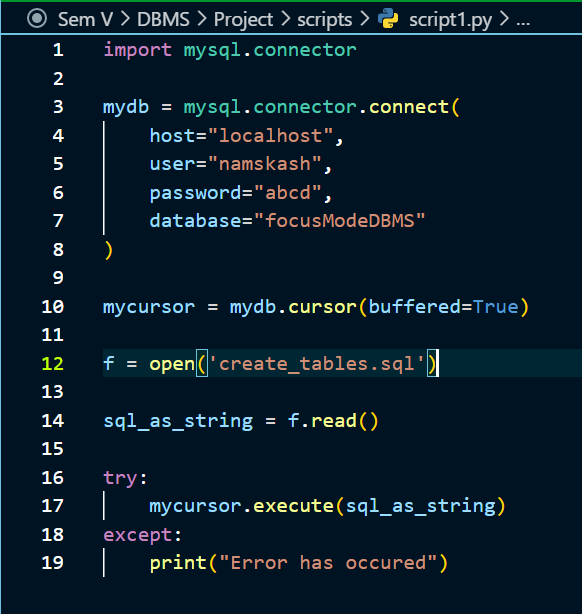 Sem V > DBMS > Project > scripts > script1.py > ...
1 import mysql.connector
2
3 mydb = mysql.connector.connect(
4     host="localhost",
5     user="namskash",
6     password="abcd",
7     database="focusModeDBMS"
8 )
9
10 mycursor = mydb.cursor(buffered=True)
11
12 f = open('create_tables.sql')
13
14 sql_as_string = f.read()
15
16 try:
17     mycursor.execute(sql_as_string)
18 except:
19     print("Error has occured")